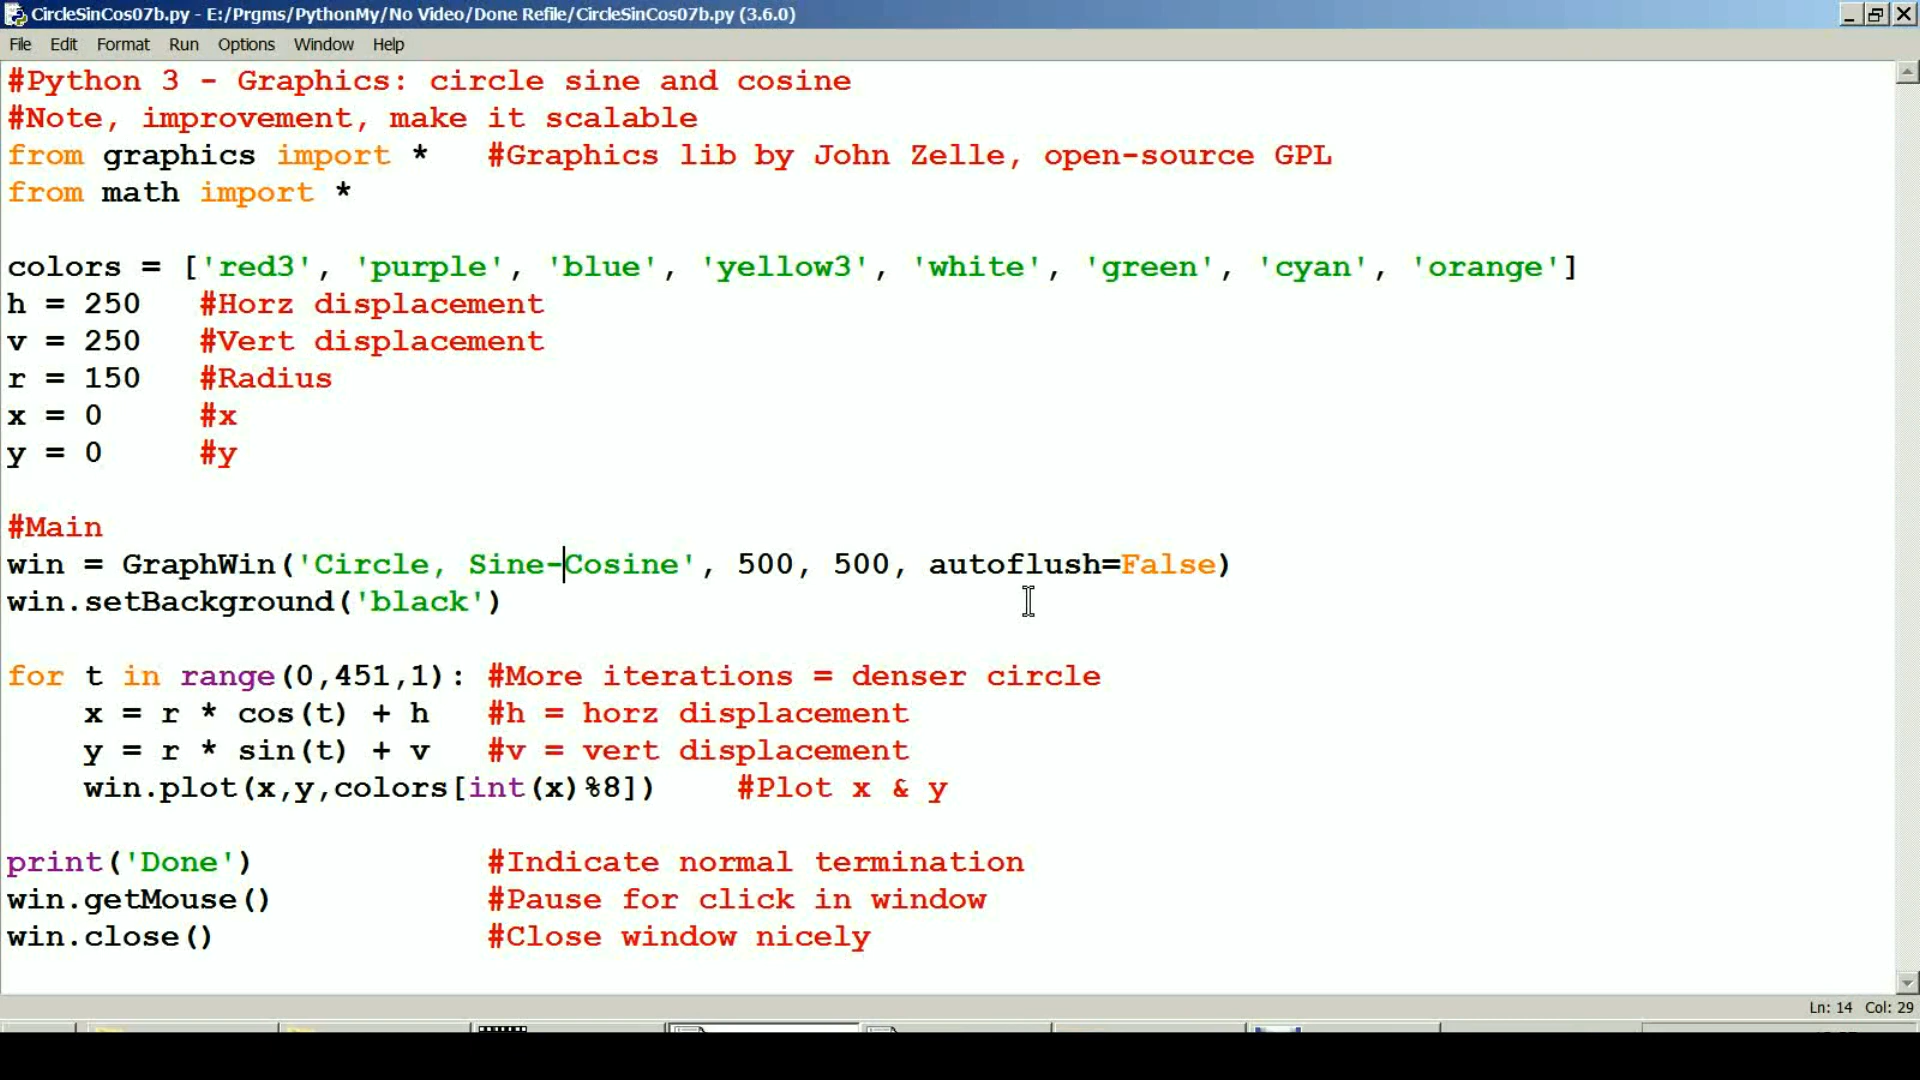 CircleSinCos07b.py - E:/Prgms/PythonMy/No Video/Done Refile/CircleSinCos07b.py (3.6.0)
File Edit Format Run Options Window Help
#Python 3 - Graphics: circle sine and cosine
#Note, improvement, make it scalable
from graphics import *   #Graphics lib by John Zelle, open-source GPL
from math import *
colors = ['red3', 'purple', 'blue', 'yellow3', 'white', 'green', 'cyan', 'orange']
h = 250   #Horz displacement
v = 250   #Vert displacement
r = 150   #Radius
x = 0     #x
y = 0     #y
#Main
win = GraphWin('Circle, Sine-Cosine', 500, 500, autoflush=False)
win.setBackground('black')
for t in range(0,451,1): #More iterations = denser circle
    x = r * cos(t) + h   #h = horz displacement
    y = r * sin(t) + v   #v = vert displacement
    win.plot(x,y,colors[int(x)%8])    #Plot x & y
print('Done')            #Indicate normal termination
win.getMouse()           #Pause for click in window
win.close()              #Close window nicely
Ln: 14 Col: 29